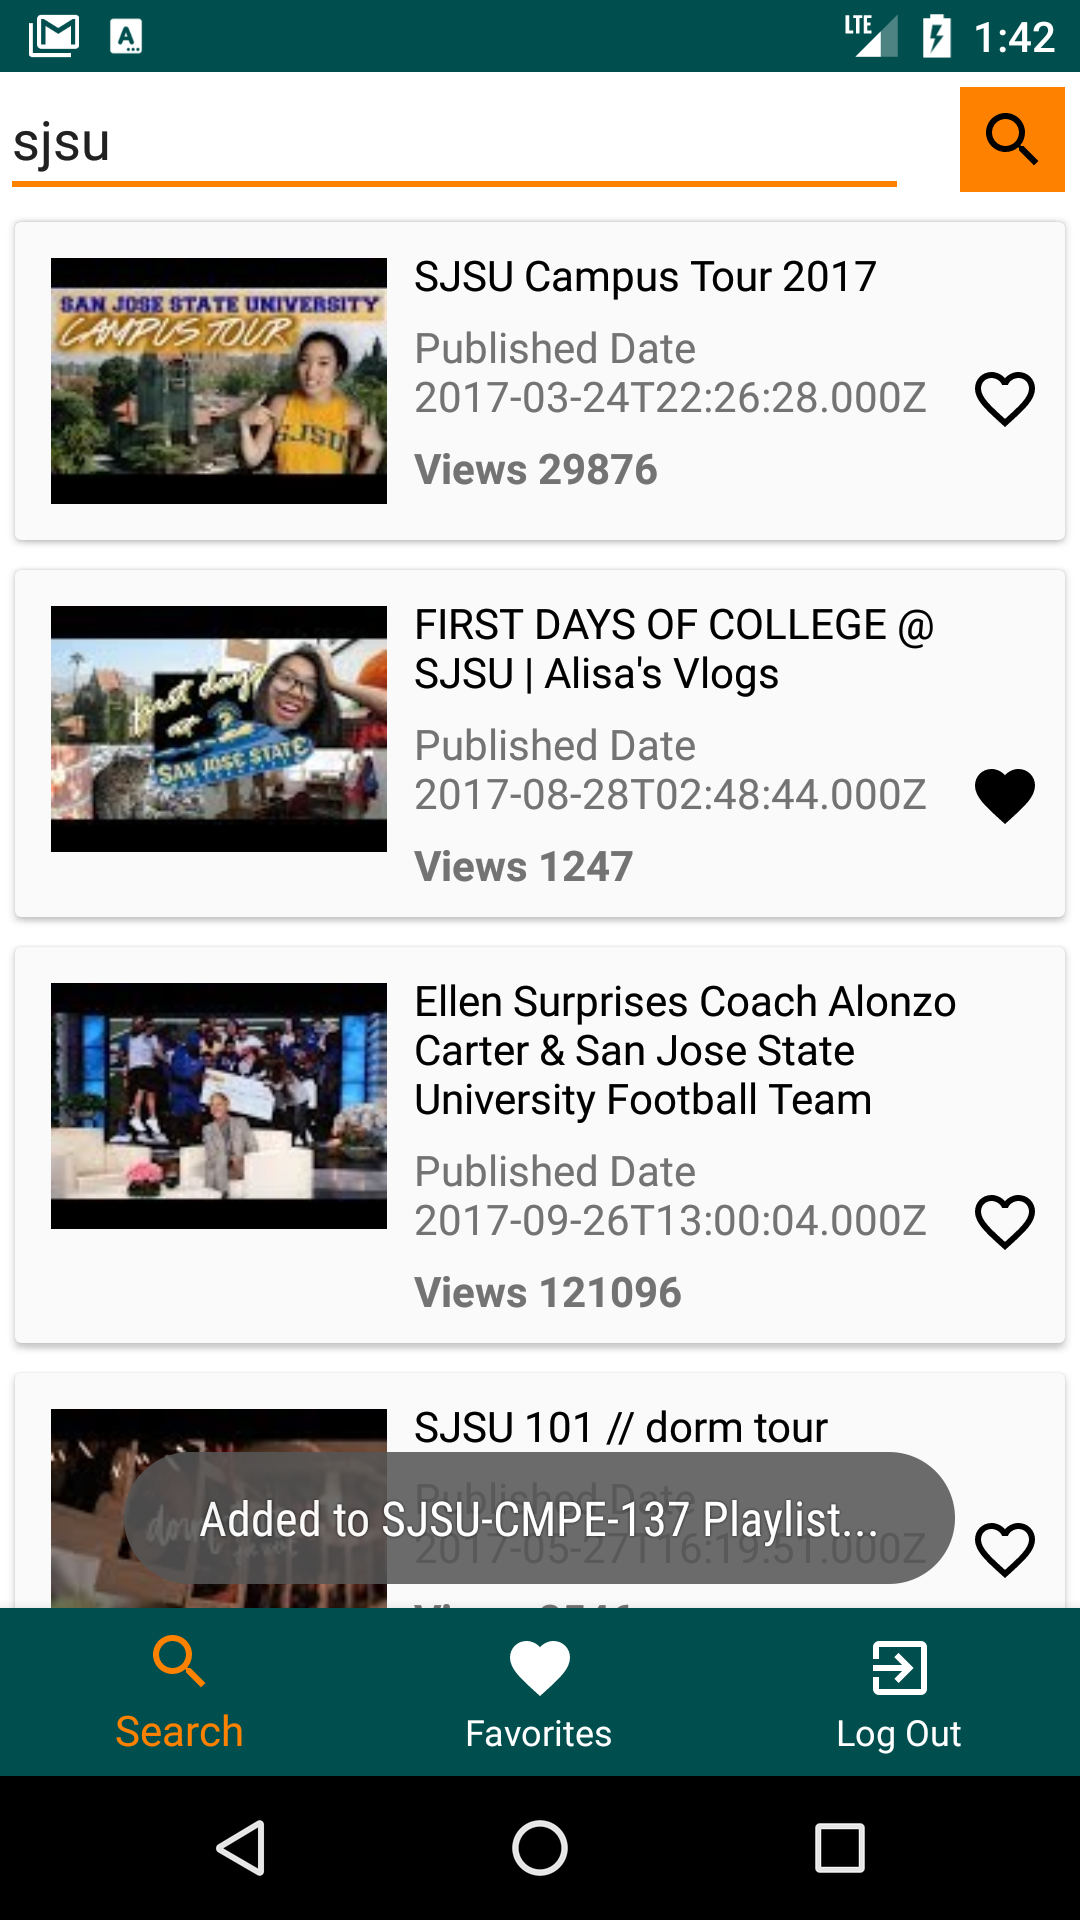 LTE 1:42
sjsu
SAN JOSE STATE UNIVERSITY
CAMPUS TOUR
SJSU
SJSU Campus Tour 2017
Published Date
2017-03-24T22:26:28.000Z
Views 29876
first days
at
SAN JOSE STATE
FIRST DAYS OF COLLEGE @
SJSU | Alisa's Vlogs
Published Date
2017-08-28T02:48:44.000Z
Views 1247
Ellen Surprises Coach Alonzo
Carter & San Jose State
University Football Team
Published Date
2017-09-26T13:00:04.000Z
Views 121096
SJSU 101 // dorm tour
Published Date
2017-05-27T16:19:51.000Z
Added to SJSU-CMPE-137 Playlist...
Search
Favorites
Log Out